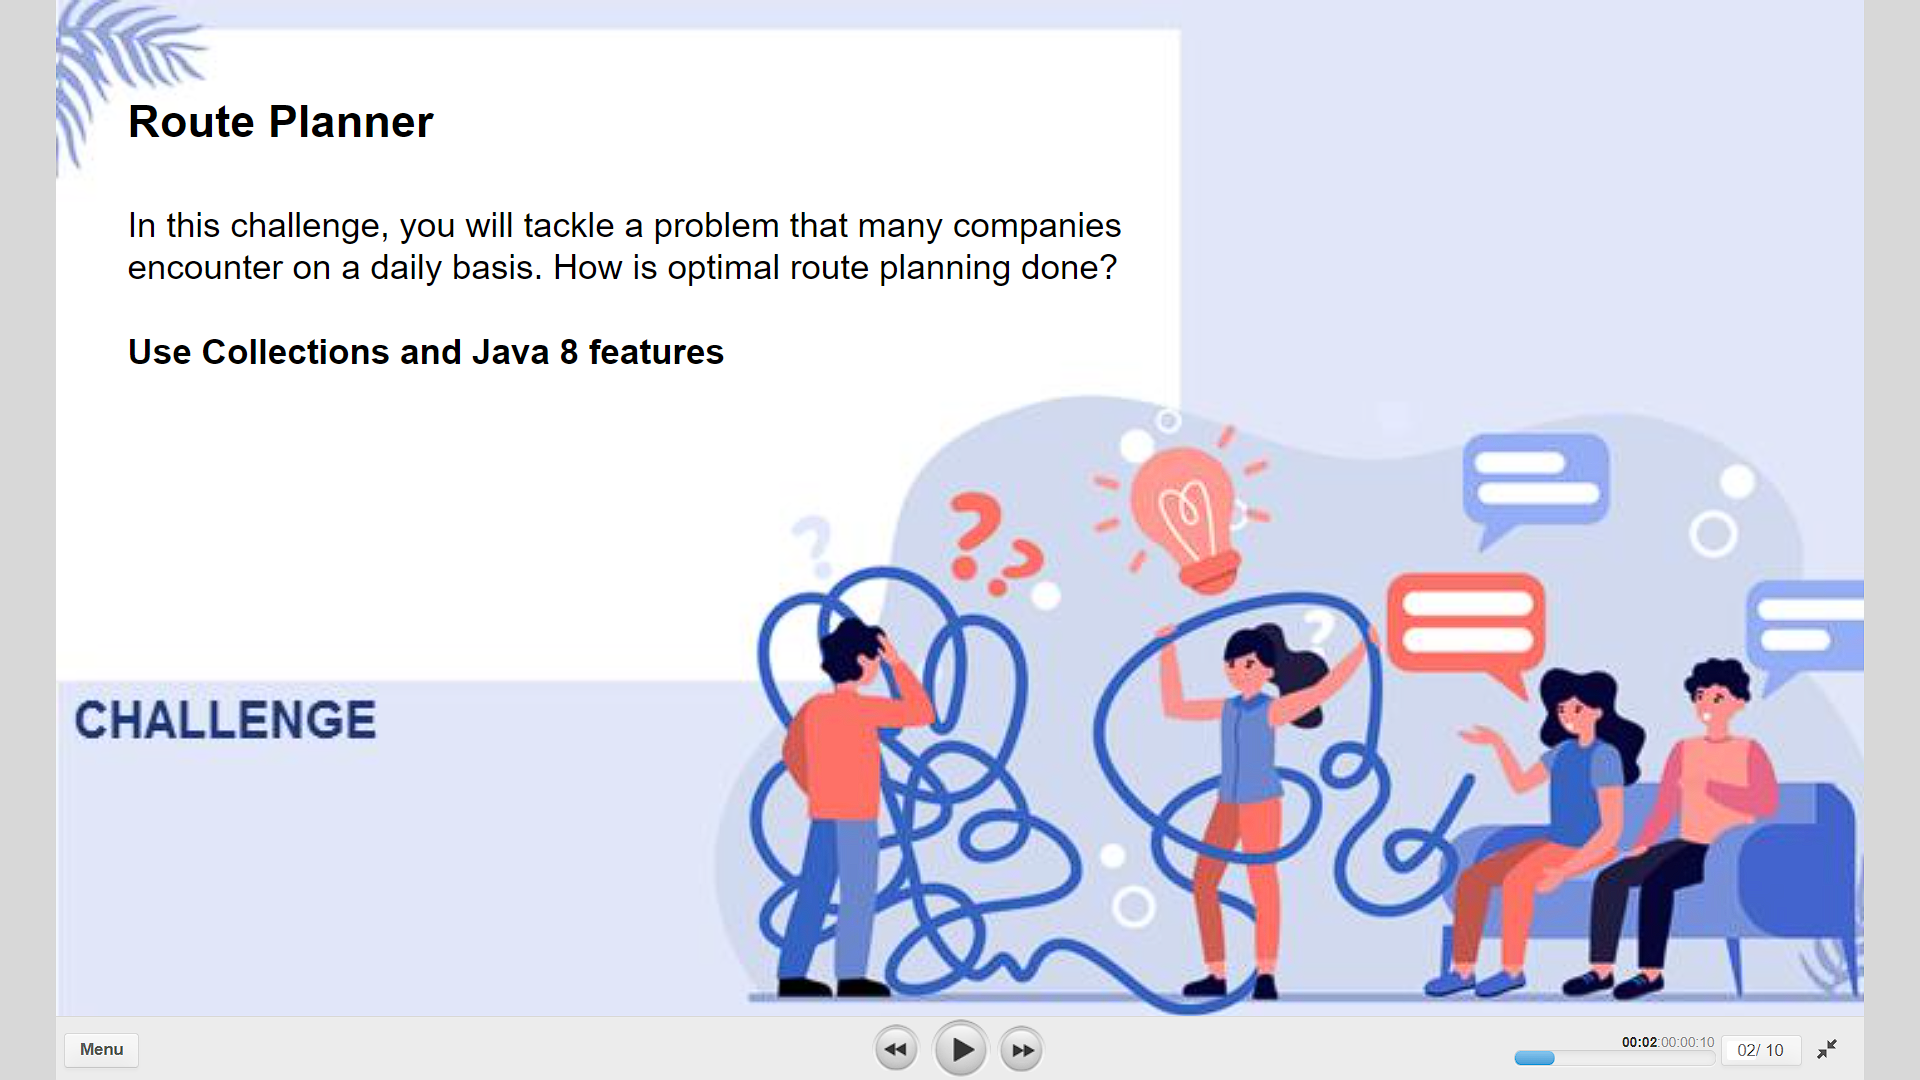 Route Planner
In this challenge, you will tackle a problem that many companies
encounter on a daily basis. How is optimal route planning done?
Use Collections and Java 8 features
? ? ? ?
CHALLENGE
Menu
00:02:00:00:10
02/ 10